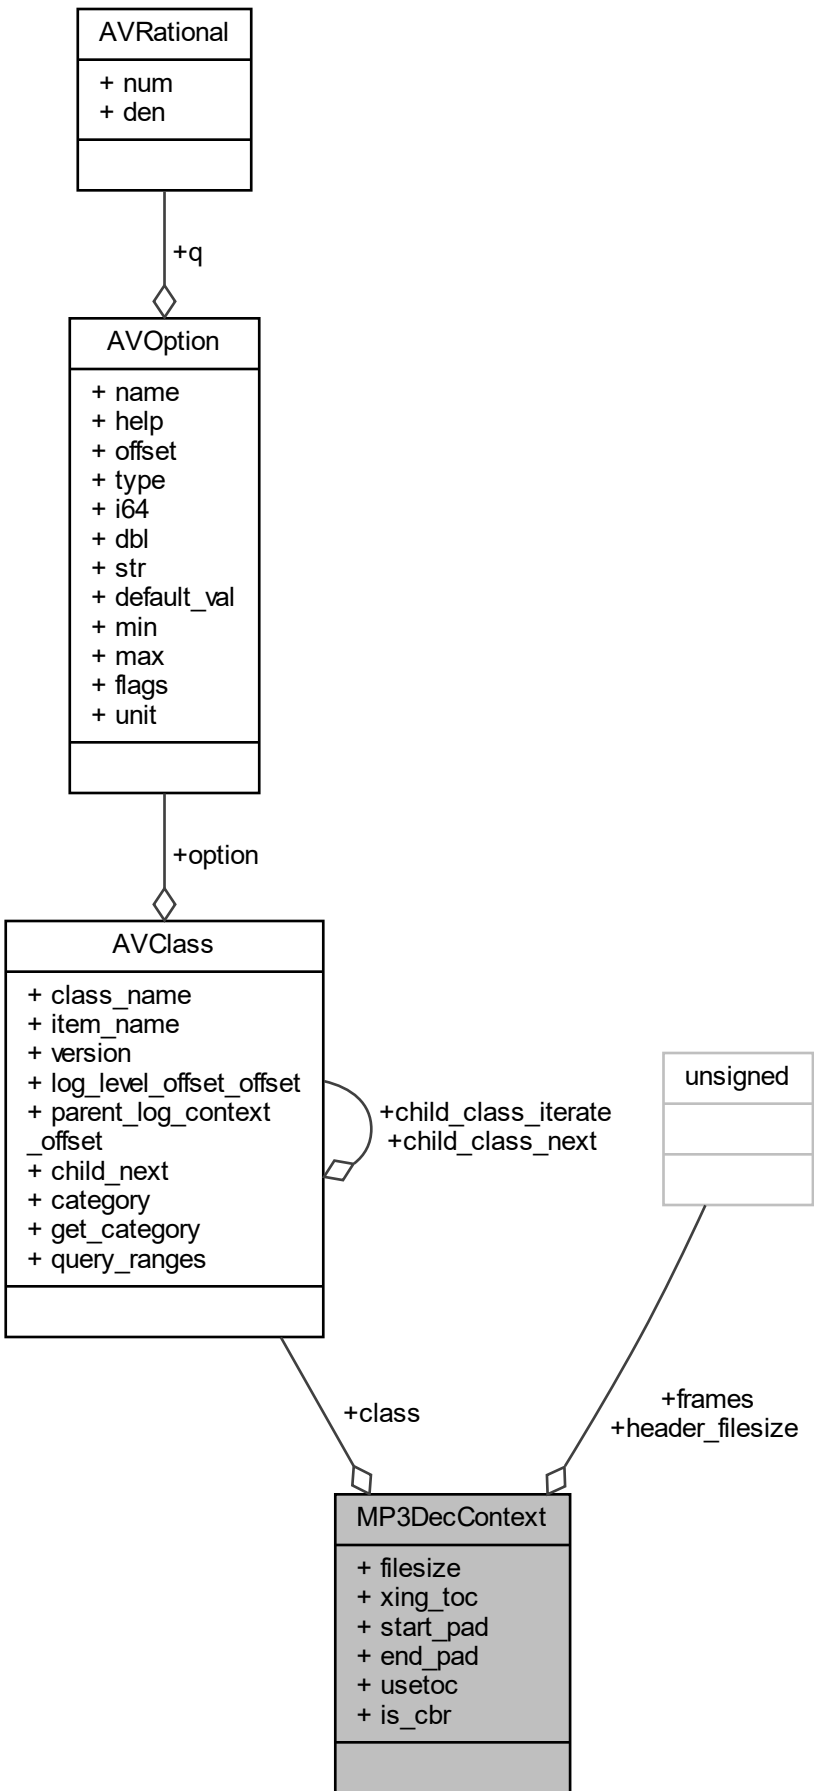 AVRational
+ num
+ den
+q
AVOption
+ name
+ help
+ offset
+ type
+ i64
+ dbl
+ str
+ default_val
+ min
+ max
+ flags
+ unit
+option
AVClass
+ class_name
+ item_name
+ version
+ log_level_offset_offset
+ parent_log_context
_offset
+ child_next
+ category
+ get_category
+ query_ranges
+child_class_iterate
+child_class_next
unsigned
+class
+frames
+header_filesize
MP3DecContext
+ filesize
+ xing_toc
+ start_pad
+ end_pad
+ usetoc
+ is_cbr